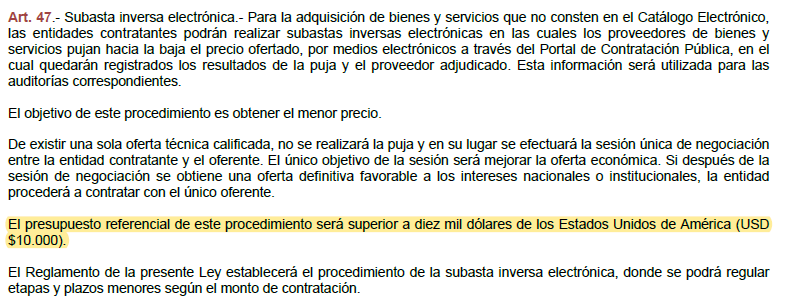 Art. 47.- Subasta inversa electrónica.- Para la adquisición de bienes y servicios que no consten en el Catálogo Electrónico,
las entidades contratantes podrán realizar subastas inversas electrónicas en las cuales los proveedores de bienes y
servicios pujan hacia la baja el precio ofertado, por medios electrónicos a través del Portal de Contratación Pública, en el
cual quedarán registrados los resultados de la puja y el proveedor adjudicado. Esta información será utilizada para las
auditorías correspondientes.
El objetivo de este procedimiento es obtener el menor precio.
De existir una sola oferta técnica calificada, no se realizará la puja y en su lugar se efectuará la sesión única de negociación
entre la entidad contratante y el oferente. El único objetivo de la sesión será mejorar la oferta económica. Si después de la
sesión de negociación se obtiene una oferta definitiva favorable a los intereses nacionales o institucionales, la entidad
procederá a contratar con el único oferente.
El presupuesto referencial de este procedimiento será superior a diez mil dólares de los Estados Unidos de América (USD
$10.000).
El Reglamento de la presente Ley establecerá el procedimiento de la subasta inversa electrónica, donde se podrá regular
etapas y plazos menores según el monto de contratación.